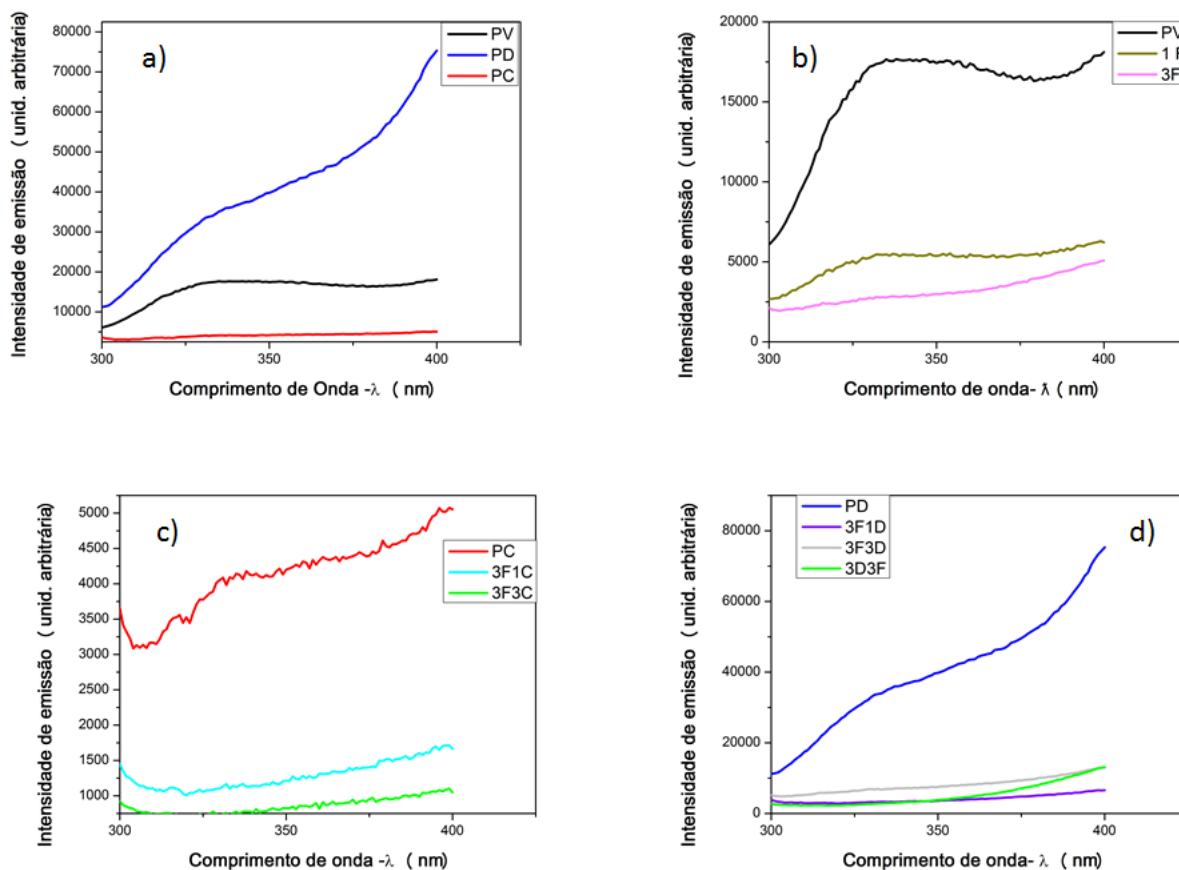 Intensidade de emissão ( unid. arbitrária)
80000
70000
60000
50000
40000
30000
20000
10000
a)
PV
PD
PC
300
350
400
Comprimento de Onda -λ ( nm)
Intensidade de emissão ( unid. arbitrária)
20000
15000
10000
5000
0
b)
PV
1 F
3F
300
350
400
Comprimento de onda- λ ( nm)
Intensidade de emissão ( unid. arbitrária)
5000
4500
4000
3500
3000
2500
2000
1500
1000
c)
PC
3F1C
3F3C
300
350
400
Comprimento de onda -λ ( nm)
Intensidade de emissão ( unid. arbitrária)
80000
60000
40000
20000
0
PD
3F1D
3F3D
3D3F
d)
300
350
400
Comprimento de onda- λ ( nm)